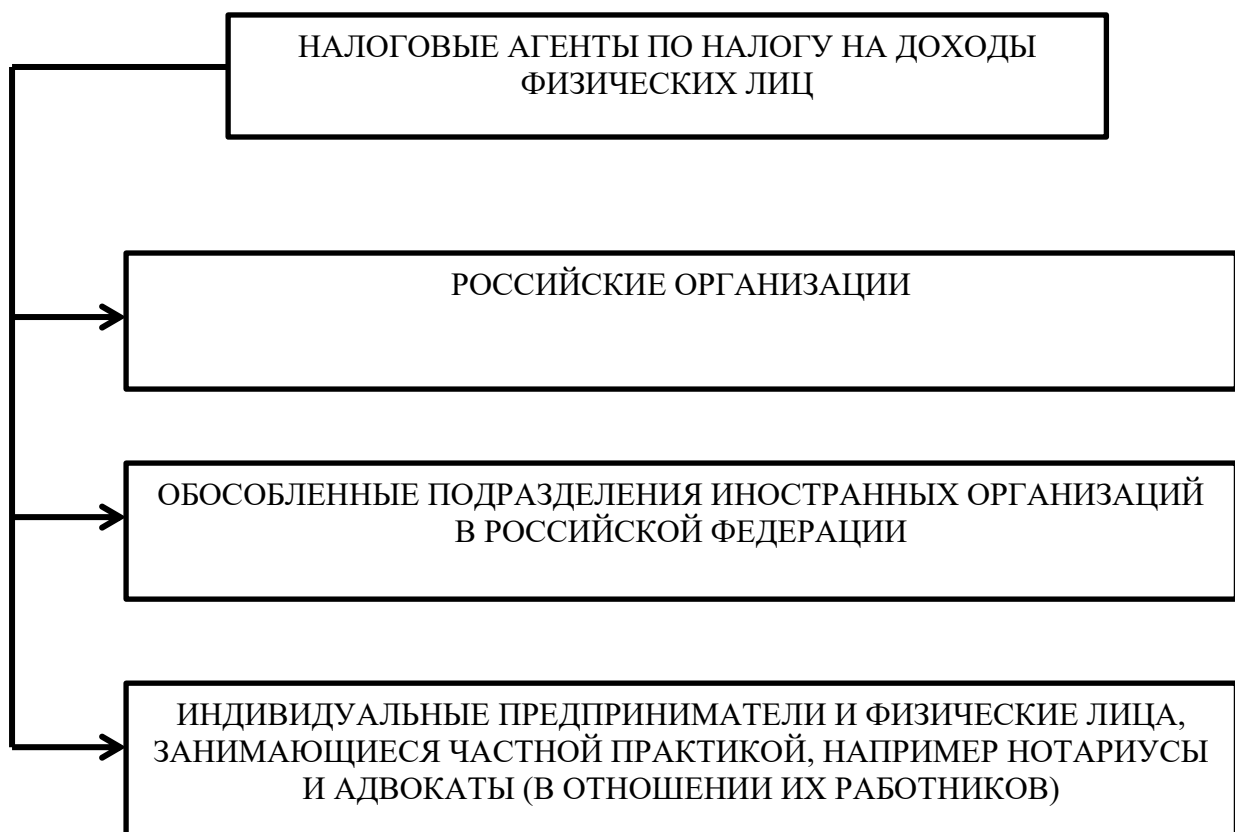 НАЛОГОВЫЕ АГЕНТЫ ПО НАЛОГУ НА ДОХОДЫ
ФИЗИЧЕСКИХ ЛИЦ
РОССИЙСКИЕ ОРГАНИЗАЦИИ
ОБОСОБЛЕННЫЕ ПОДРАЗДЕЛЕНИЯ ИНОСТРАННЫХ ОРГАНИЗАЦИЙ
В РОССИЙСКОЙ ФЕДЕРАЦИИ
ИНДИВИДУАЛЬНЫЕ ПРЕДПРИНИМАТЕЛИ И ФИЗИЧЕСКИЕ ЛИЦА,
ЗАНИМАЮЩИЕСЯ ЧАСТНОЙ ПРАКТИКОЙ, НАПРИМЕР НОТАРИУСЫ
И АДВОКАТЫ (В ОТНОШЕНИИ ИХ РАБОТНИКОВ)